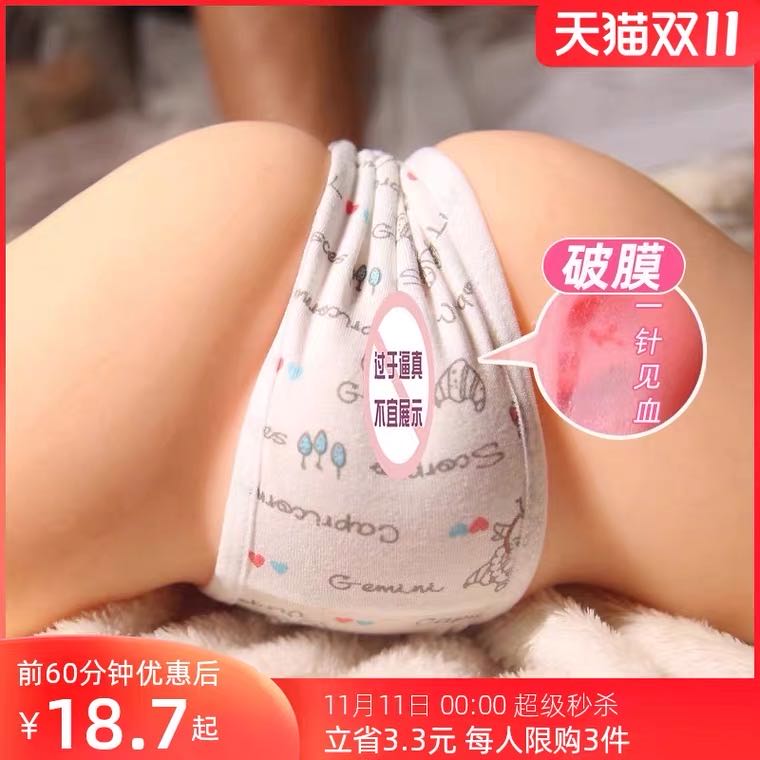 天猫双11
破膜
一针见血
过于逼真
不宜展示
Gemini
Capricorn
Scorp
前60分钟优惠后
¥18.7起
11月11日 00:00 超级秒杀
立省3.3元 每人限购3件